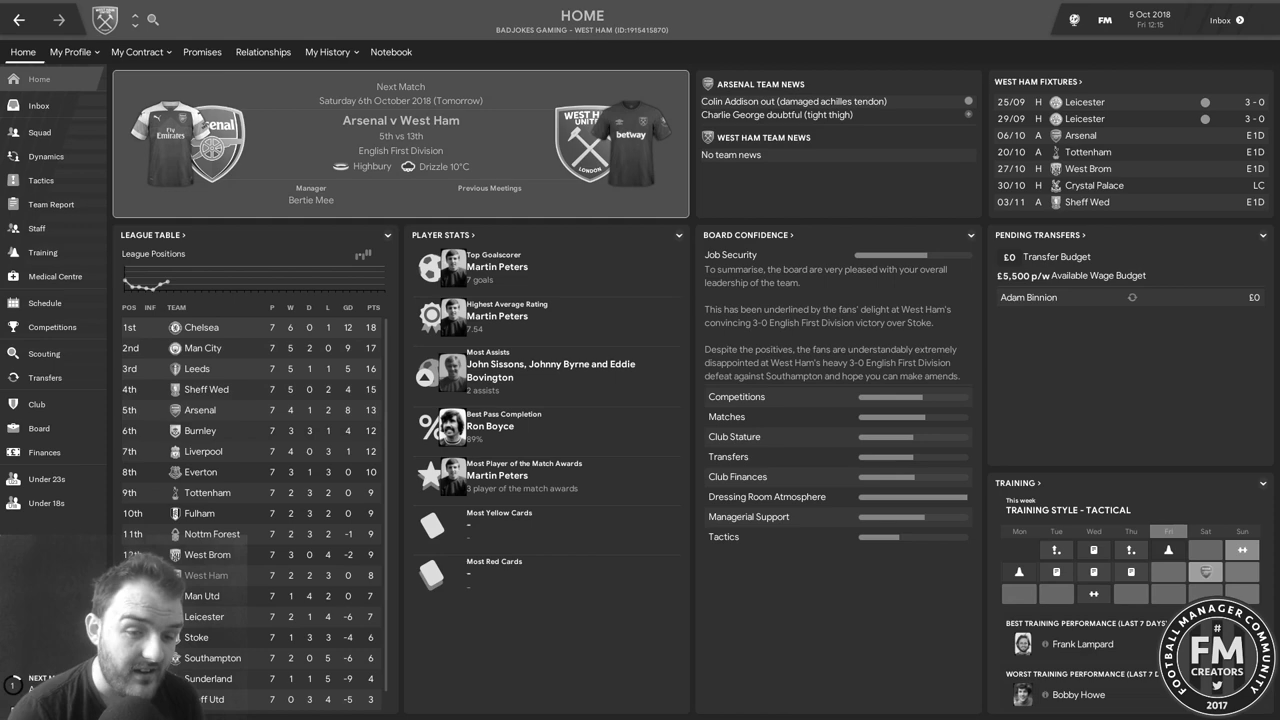 HOME
BADJOKES GAMING - WEST HAM (ID:1915415870)
FM
5 Oct 2018
Fri 12:15
Inbox
Home
My Profile
My Contract
Promises
Relationships
My History
Notebook
Home
Inbox
Squad
Dynamics
Tactics
Team Report
Staff
Training
Medical Centre
Schedule
Competitions
Scouting
Transfers
Club
Board
Finances
Under 23s
Under 18s
Next Match
Saturday 6th October 2018 (Tomorrow)
Arsenal v West Ham
5th vs 13th
English First Division
Highbury Drizzle 10°C
Manager
Bertie Mee
Previous Meetings
Fly Emirates
betway
LONDON
ARSENAL TEAM NEWS
Colin Addison out (damaged achilles tendon)
Charlie George doubtful (tight thigh)
WEST HAM TEAM NEWS
No team news
WEST HAM FIXTURES >
25/09 H Leicester 3 - 0
29/09 H Leicester 3 - 0
06/10 A Arsenal E1D
20/10 A Tottenham E1D
27/10 H West Brom E1D
30/10 H Crystal Palace LC
03/11 A Sheff Wed E1D
LEAGUE TABLE >
League Positions
POS INF TEAM P W D L GD PTS
1st Chelsea 7 6 0 1 12 18
2nd Man City 7 5 2 0 9 17
3rd Leeds 7 5 1 1 5 16
4th Sheff Wed 7 5 0 2 4 15
5th Arsenal 7 4 1 2 8 13
6th Burnley 7 3 3 1 4 12
7th Liverpool 7 4 0 3 1 12
8th Everton 7 3 1 3 0 10
9th Tottenham 7 2 3 2 0 9
10th Fulham 7 2 3 2 0 9
11th Nottm Forest 7 2 3 2 -1 9
West Brom 7 3 0 4 -2 9
West Ham 7 2 2 3 0 8
Man Utd 7 1 4 2 0 7
Leicester 7 2 1 4 -6 7
Stoke 7 1 3 3 -4 6
Southampton 7 2 0 5 -6 6
Sunderland 7 1 1 5 -9 4
ff Utd 7 0 3 4 -5 3
1
NEXT M
PLAYER STATS >
Top Goalscorer
Martin Peters
7 goals
Highest Average Rating
Martin Peters
7.54
Most Assists
John Sissons, Johnny Byrne and Eddie
Bovington
2 assists
Best Pass Completion
Ron Boyce
89%
Most Player of the Match Awards
Martin Peters
3 player of the match awards
Most Yellow Cards
-
-
Most Red Cards
-
-
BOARD CONFIDENCE >
Job Security
To summarise, the board are very pleased with your overall
leadership of the team.
This has been underlined by the fans' delight at West Ham's
convincing 3-0 English First Division victory over Stoke.
Despite the positives, the fans are understandably extremely
disappointed at West Ham's heavy 3-0 English First Division
defeat against Southampton and hope you can make amends.
Competitions
Matches
Club Stature
Transfers
Club Finances
Dressing Room Atmosphere
Managerial Support
Tactics
PENDING TRANSFERS >
£0 Transfer Budget
£5,500 p/w Available Wage Budget
Adam Binnion £0
TRAINING >
This week
TRAINING STYLE - TACTICAL
Mon Tue Wed Thu Fri Sat Sun
BEST TRAINING PERFORMANCE (LAST 7 DAYS
Frank Lampard
WORST TRAINING PERFORMANCE (LAST 7 D
Bobby Howe
FOOTBALL MANAGER COMMUNITY
#
FM
CREATORS
2017